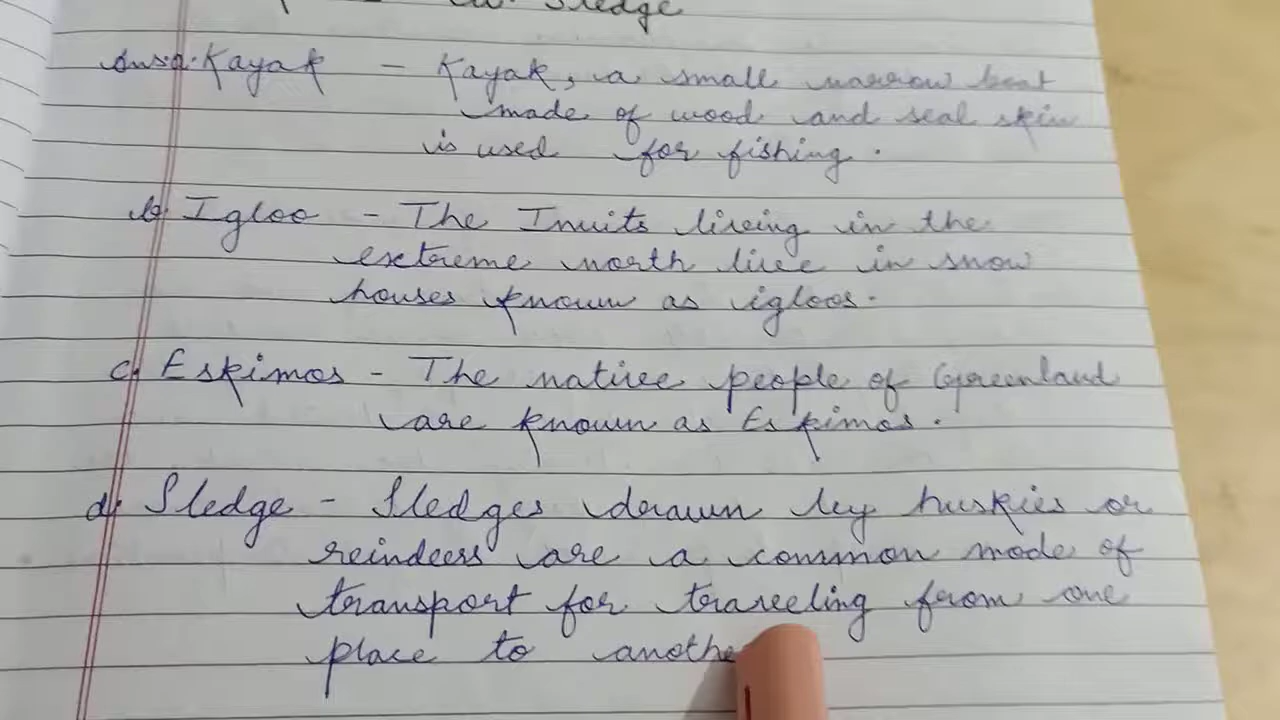 Sledge
Ans a. Kayak - Kayak, a small narrow boat
made of wood and seal skin
is used for fishing.
b) Igloo - The Inuits living in the
extreme north live in snow
houses known as igloos.
c) Eskimos - The native people of Greenland
are known as Eskimos.
d) Sledge - Sledges drawn by huskies or
reindeers are a common mode of
transport for traveling from one
place to anothe